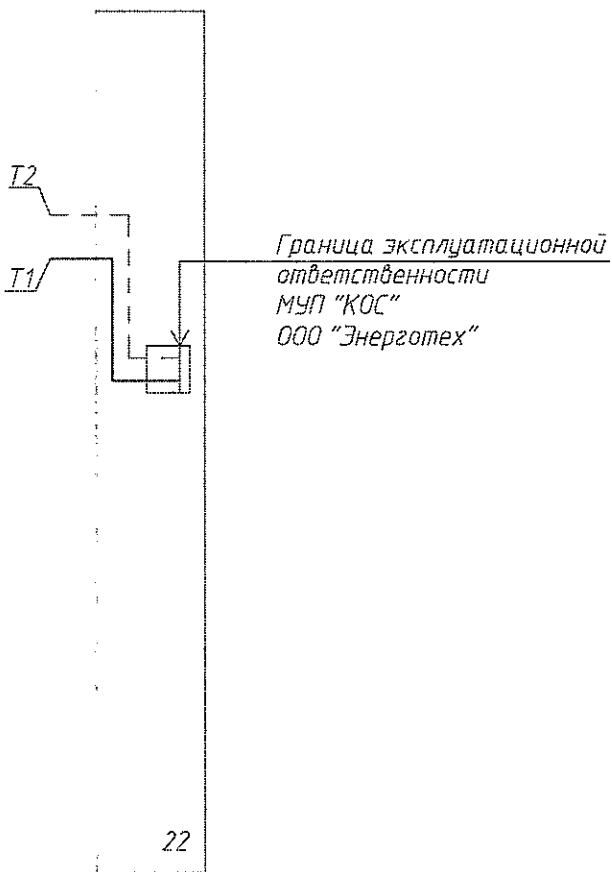 Т2
Граница эксплуатационной
ответственности
Т1
МУП "КОС"
ООО "Энерготех"
22